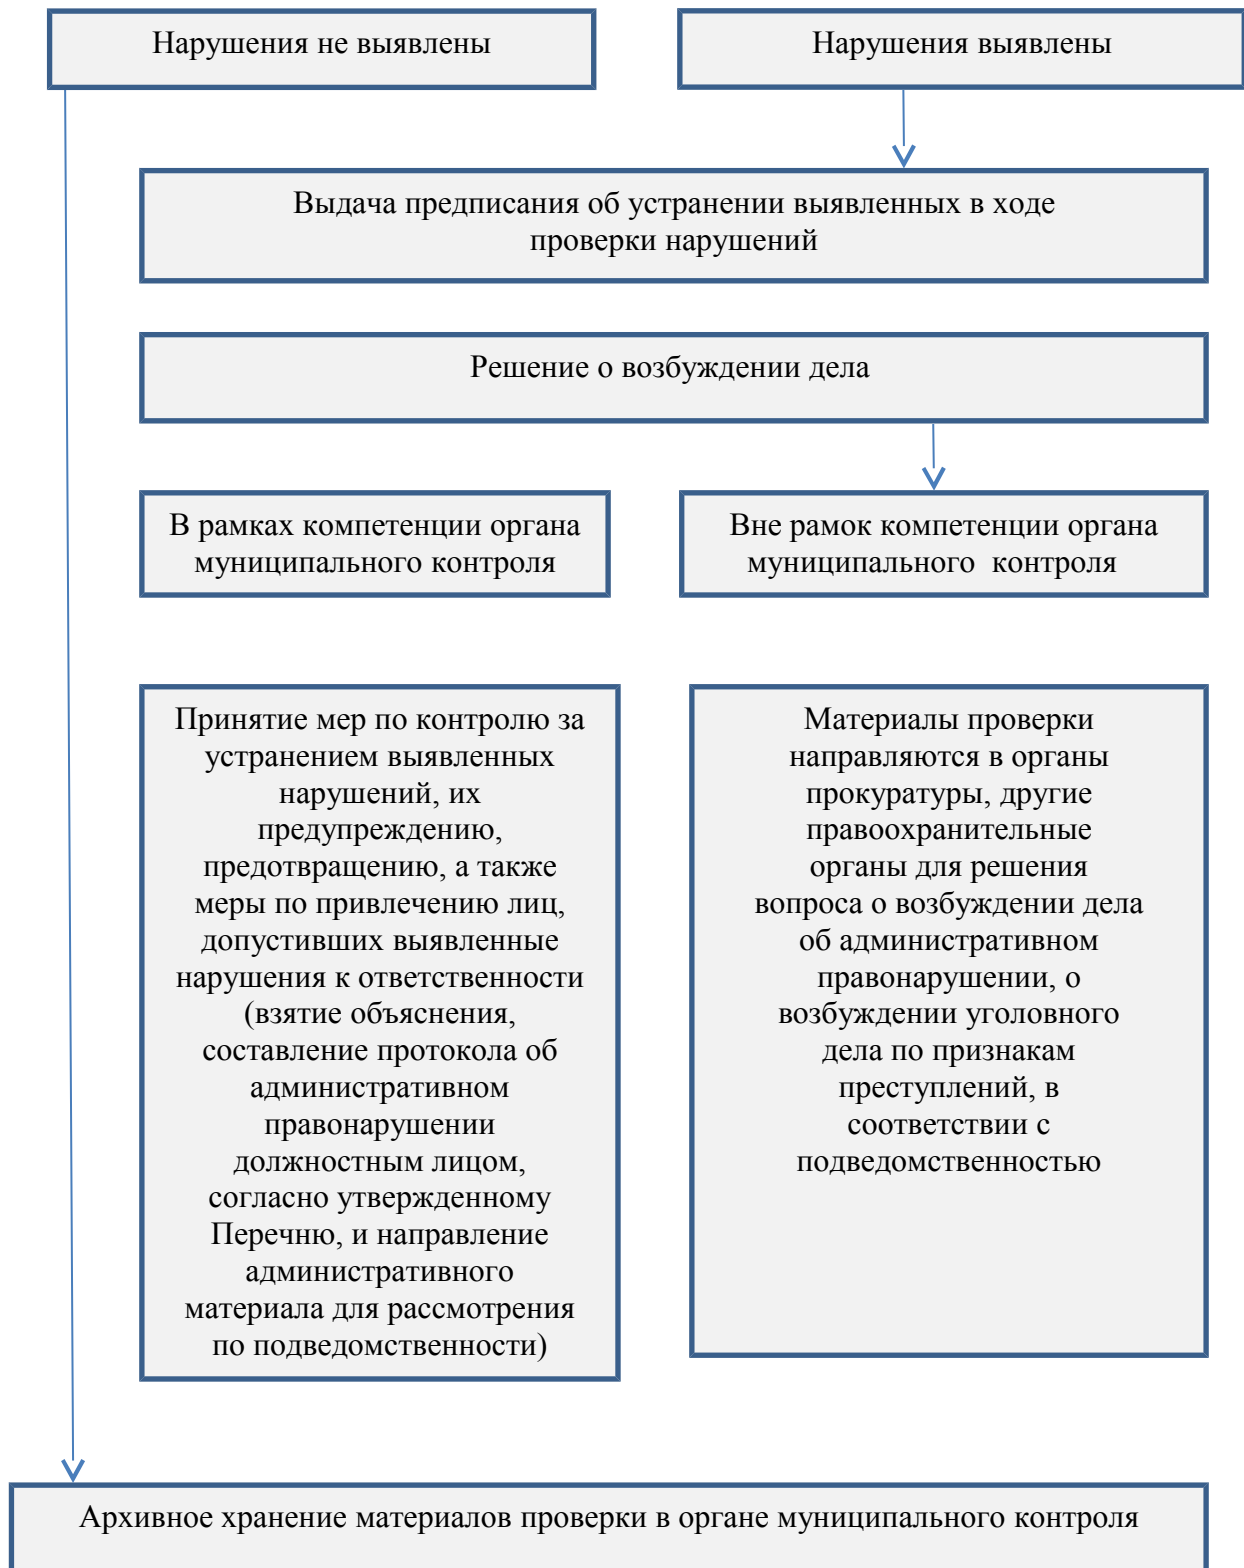 Нарушения не выявлены
Нарушения выявлены
Выдача предписания об устранении выявленных в ходе
проверки нарушений
Решение о возбуждении дела
В рамках компетенции органа
муниципального контроля
Вне рамок компетенции органа
муниципального контроля
Принятие мер по контролю за
устранением выявленных
нарушений, их
предупреждению,
предотвращению, а также
меры по привлечению лиц,
допустивших выявленные
нарушения к ответственности
(взятие объяснения,
составление протокола об
административном
правонарушении
должностным лицом,
согласно утвержденному
Перечню, и направление
административного
материала для рассмотрения
по подведомственности)
Материалы проверки
направляются в органы
прокуратуры, другие
правоохранительные
органы для решения
вопроса о возбуждении дела
об административном
правонарушении, о
возбуждении уголовного
дела по признакам
преступлений, в
соответствии с
подведомственностью
Архивное хранение материалов проверки в органе муниципального контроля